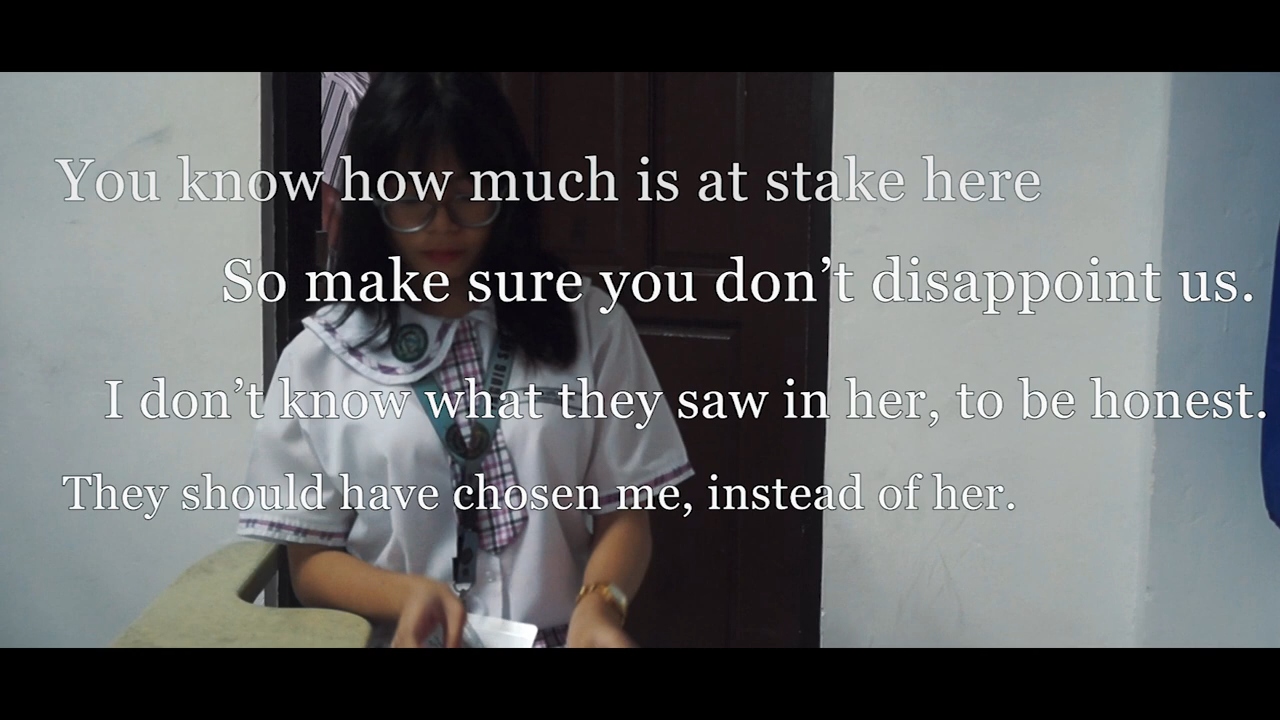 You know how much is at stake here
So make sure you don’t disappoint us.
I don’t know what they saw in her, to be honest.
They should have chosen me, instead of her.